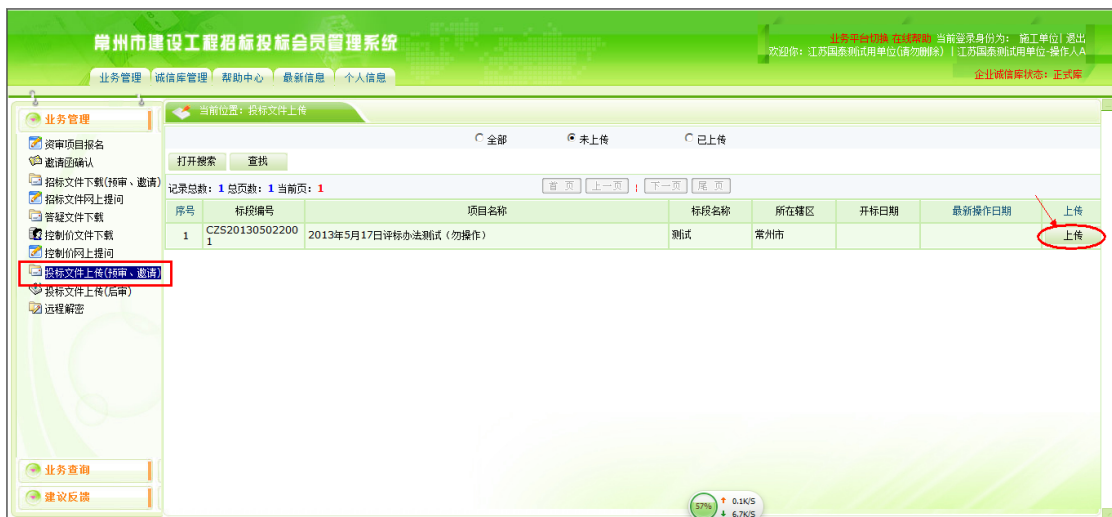 常州市建设工程招标投标会员管理系统
业务平台切换 在线帮助 当前登录身份为： 施工单位| 退出
欢迎你：江苏国泰测试用单位(请勿删除) | 江苏国泰测试用单位-操作人A
业务管理 诚信库管理 帮助中心 最新信息 个人信息
企业诚信库状态：正式库
业务管理
当前位置：投标文件上传
资审项目报名
邀请函确认
招标文件下载(预审、邀请)
招标文件网上提问
答疑文件下载
控制价文件下载
控制价网上提问
投标文件上传(预审、邀请)
投标文件上传(后审)
远程解密
全部 未上传 已上传
打开搜索 查找
记录总数：1 总页数：1 当前页：1
首 页 上一页 下一页 尾 页
序号 标段编号 项目名称 标段名称 所在辖区 开标日期 最新操作日期 上传
1 CZS20130502200
1 2013年5月17日评标办法测试（勿操作） 测试 常州市 上传
业务查询
建议反馈
57% 0.1K/S
6.7K/S